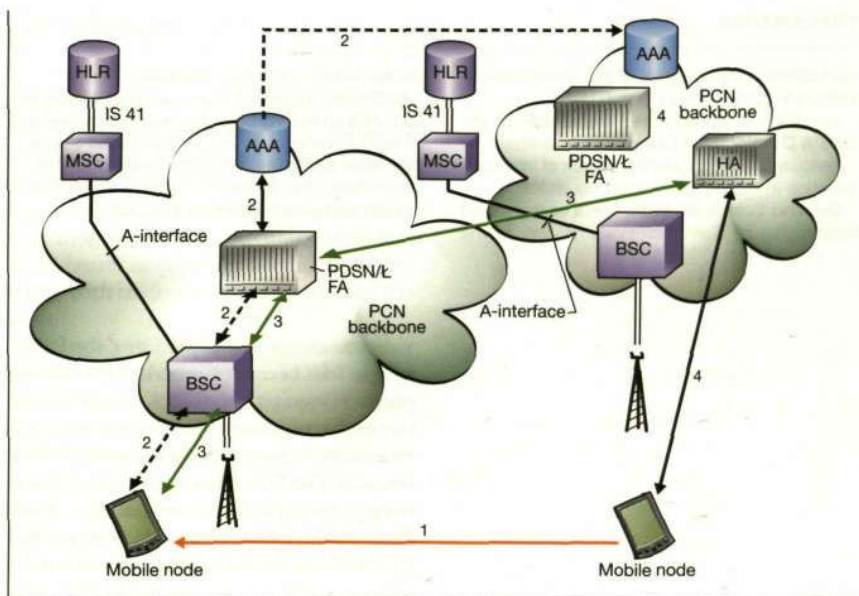 HLR
IS 41
MSC
A-interface
AAA
2
2
PDSN/Ł
FA
2
3
PCN
backbone
BSC
2
3
Mobile node
1
HLR
IS 41
MSC
AAA
4
PDSN/Ł
FA
PCN
backbone
HA
3
BSC
A-interface
4
Mobile node